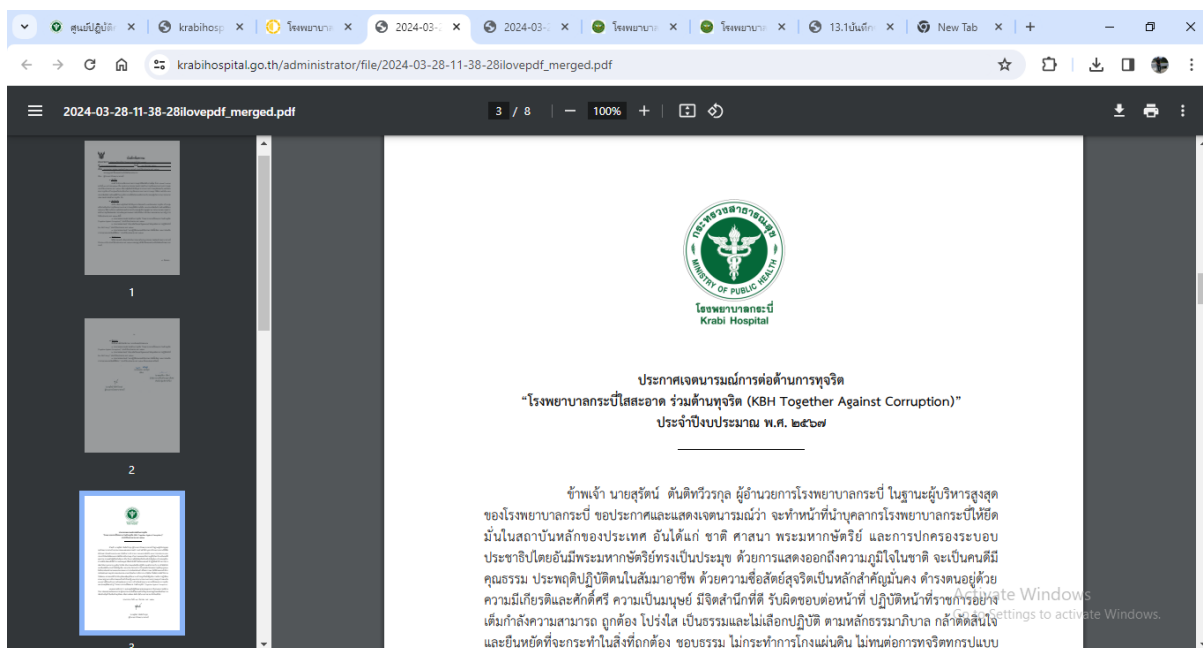 ศูนย์ปฏิบัติ
krabihosp
โรงพยาบาล
2024-03-2
2024-03-2
โรงพยาบาล
โรงพยาบาล
13.1บันทึก
New Tab
krabihospital.go.th/administrator/file/2024-03-28-11-38-28ilovepdf_merged.pdf
2024-03-28-11-38-28ilovepdf_merged.pdf
3 / 8
100%
1
2
3
กระทรวงสาธารณสุข
MINISTRY OF PUBLIC HEALTH
โรงพยาบาลกระบี่
Krabi Hospital
ประกาศเจตนารมณ์การต่อต้านการทุจริต
“โรงพยาบาลกระบี่ใสสะอาด ร่วมต้านทุจริต (KBH Together Against Corruption)”
ประจำปีงบประมาณ พ.ศ. ๒๕๖๗
ข้าพเจ้า นายสุรัตน์ ตันติทวีวรกุล ผู้อำนวยการโรงพยาบาลกระบี่ ในฐานะผู้บริหารสูงสุด
ของโรงพยาบาลกระบี่ ขอประกาศและแสดงเจตนารมณ์ว่า จะทำหน้าที่นำบุคลากรโรงพยาบาลกระบี่ให้ยึด
มั่นในสถาบันหลักของประเทศ อันได้แก่ ชาติ ศาสนา พระมหากษัตริย์ และการปกครองระบอบ
ประชาธิปไตยอันมีพระมหากษัตริย์ทรงเป็นประมุข ด้วยการแสดงออกถึงความภูมิใจในชาติ จะเป็นคนดีมี
คุณธรรม ประพฤติปฏิบัติตนในสัมมาอาชีพ ด้วยความซื่อสัตย์สุจริตเป็นหลักสำคัญมั่นคง ดำรงตนอยู่ด้วย
ความมีเกียรติและศักดิ์ศรี ความเป็นมนุษย์ มีจิตสำนึกที่ดี รับผิดชอบต่อหน้าที่ ปฏิบัติหน้าที่ราชการอย่าง
เต็มกำลังความสามารถ ถูกต้อง โปร่งใส เป็นธรรมและไม่เลือกปฏิบัติ ตามหลักธรรมาภิบาล กล้าตัดสินใจ
และยืนหยัดที่จะกระทำในสิ่งที่ถูกต้อง ชอบธรรม ไม่กระทำการโกงแผ่นดิน ไม่ทนต่อการทุจริตทุกรูปแบบ
Activate Windows
Go to Settings to activate Windows.